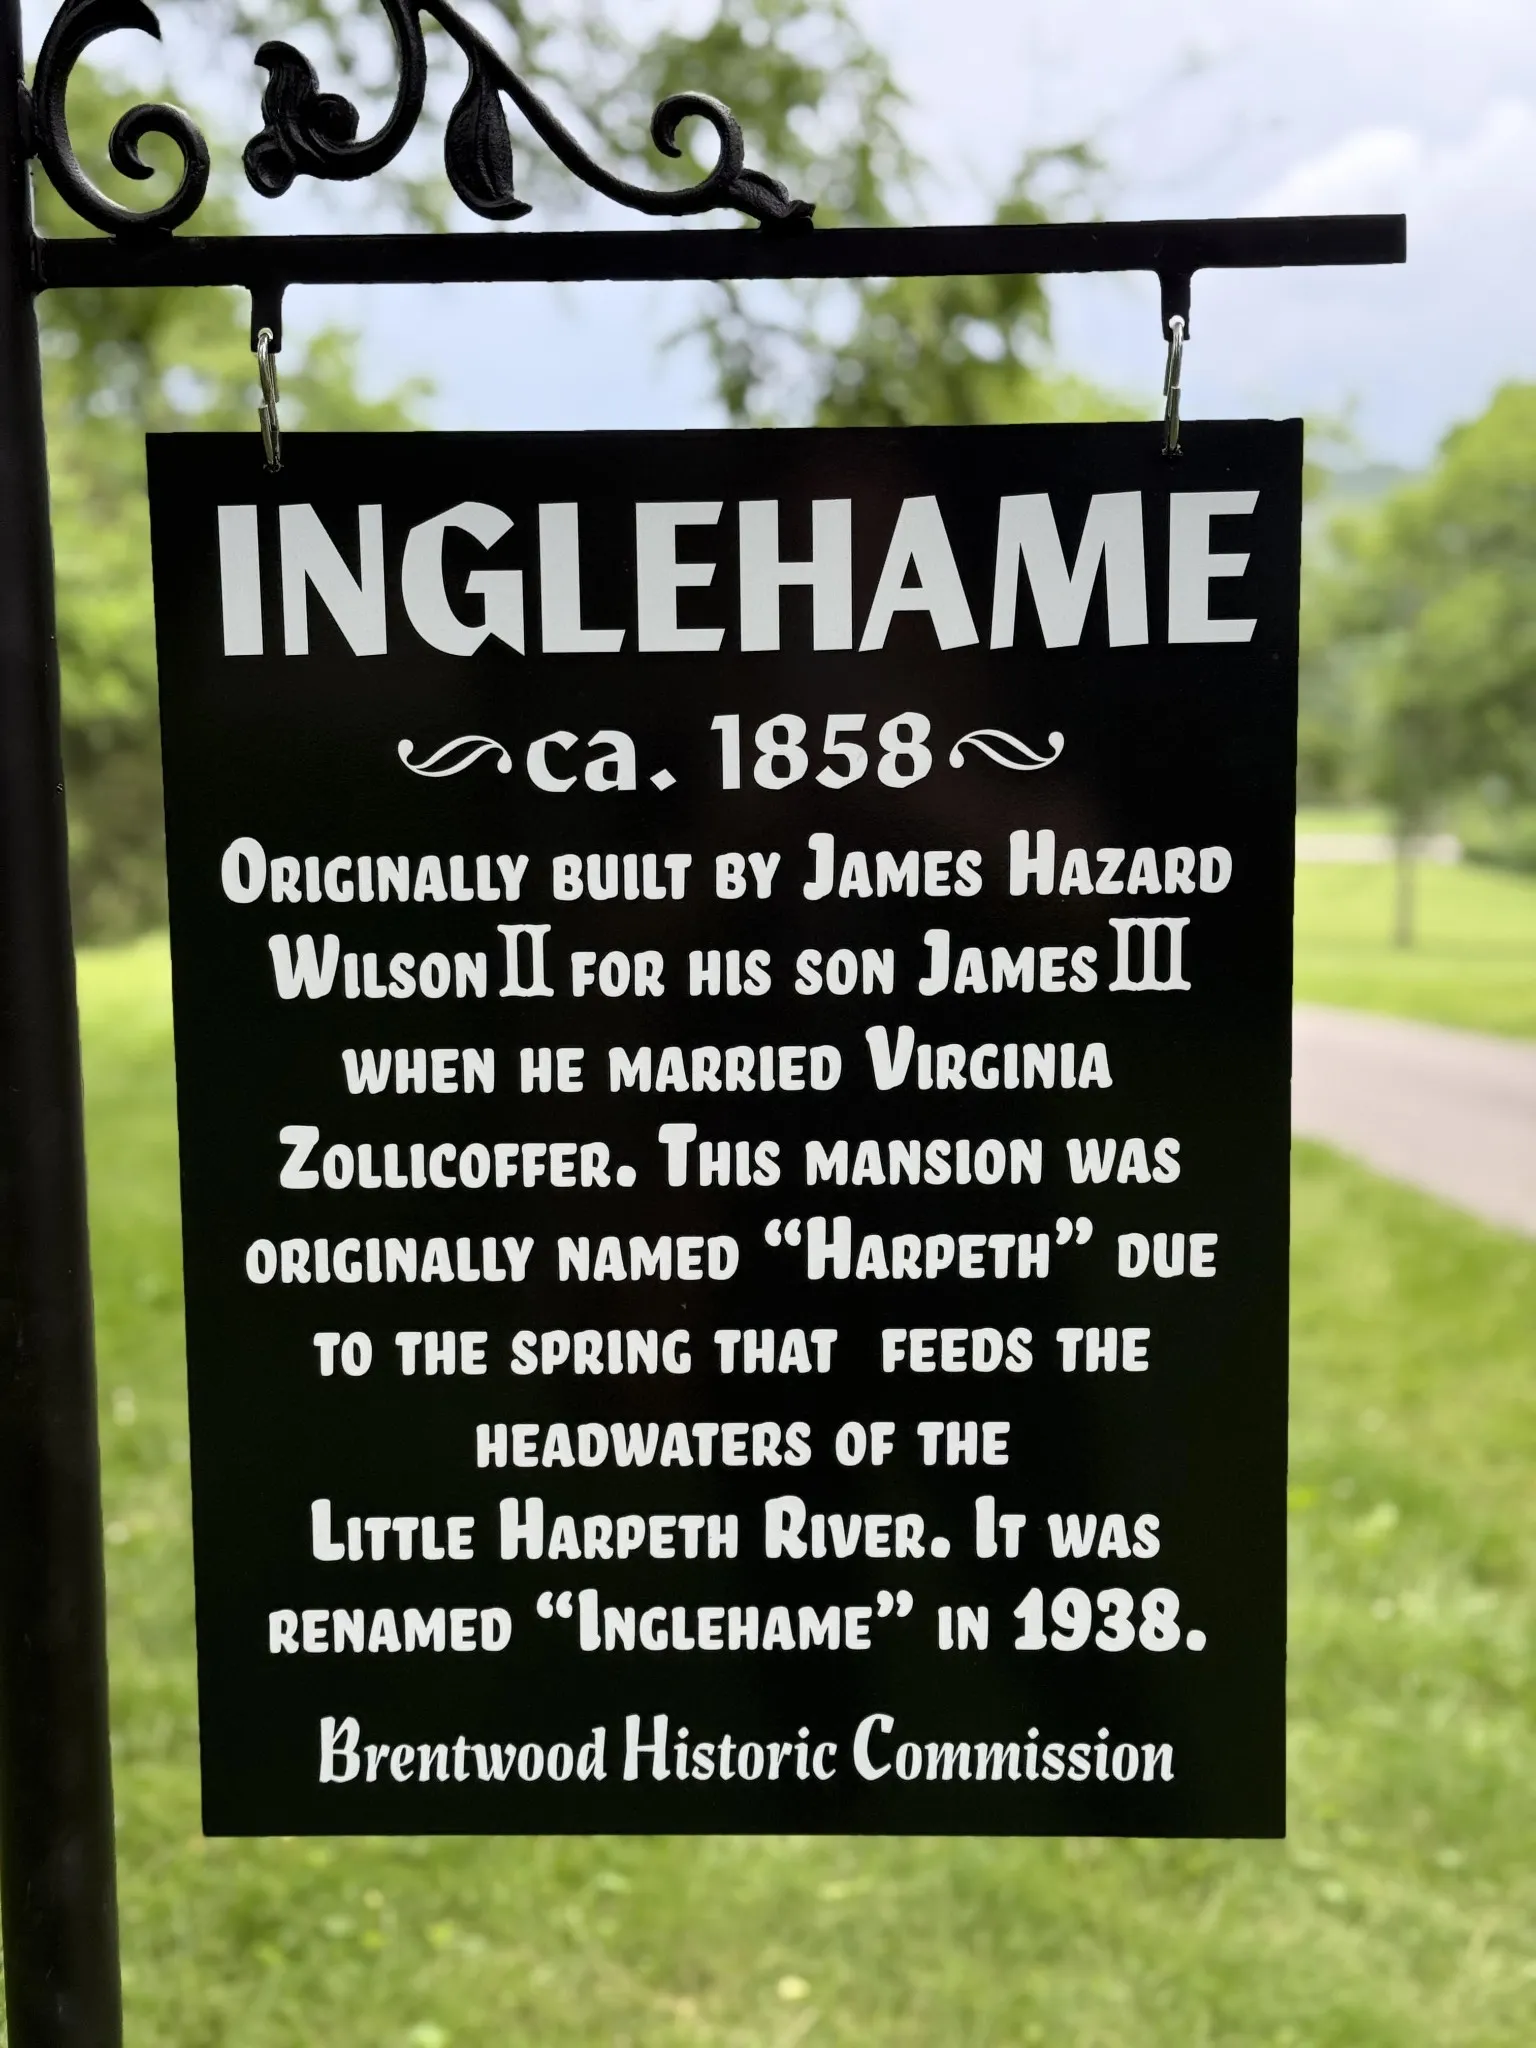 INGLEHAME
ca. 1858
Originally built by James Hazard
Wilson II for his son James III
when he married Virginia
Zollicoffer. This mansion was
originally named “Harpeth” due
to the spring that feeds the
headwaters of the
Little Harpeth River. It was
renamed “Inglehame” in 1938.
Brentwood Historic Commission